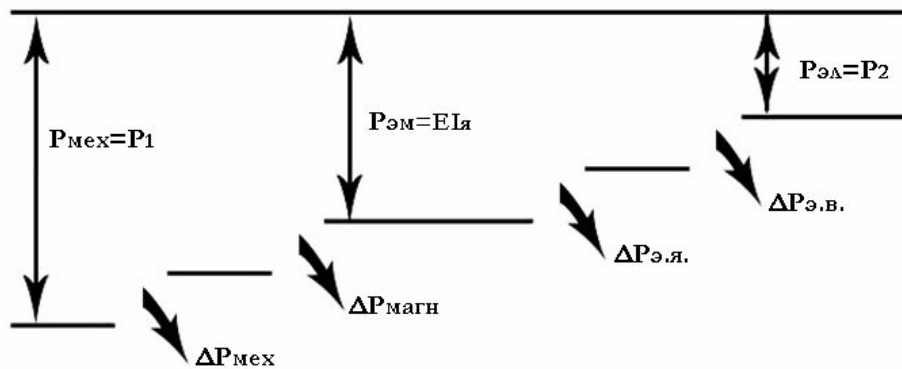 Pмех=P1
Pэм=EIя
Pэл=P2
ΔPмех
ΔPмагн
ΔPэ.я.
ΔPэ.в.